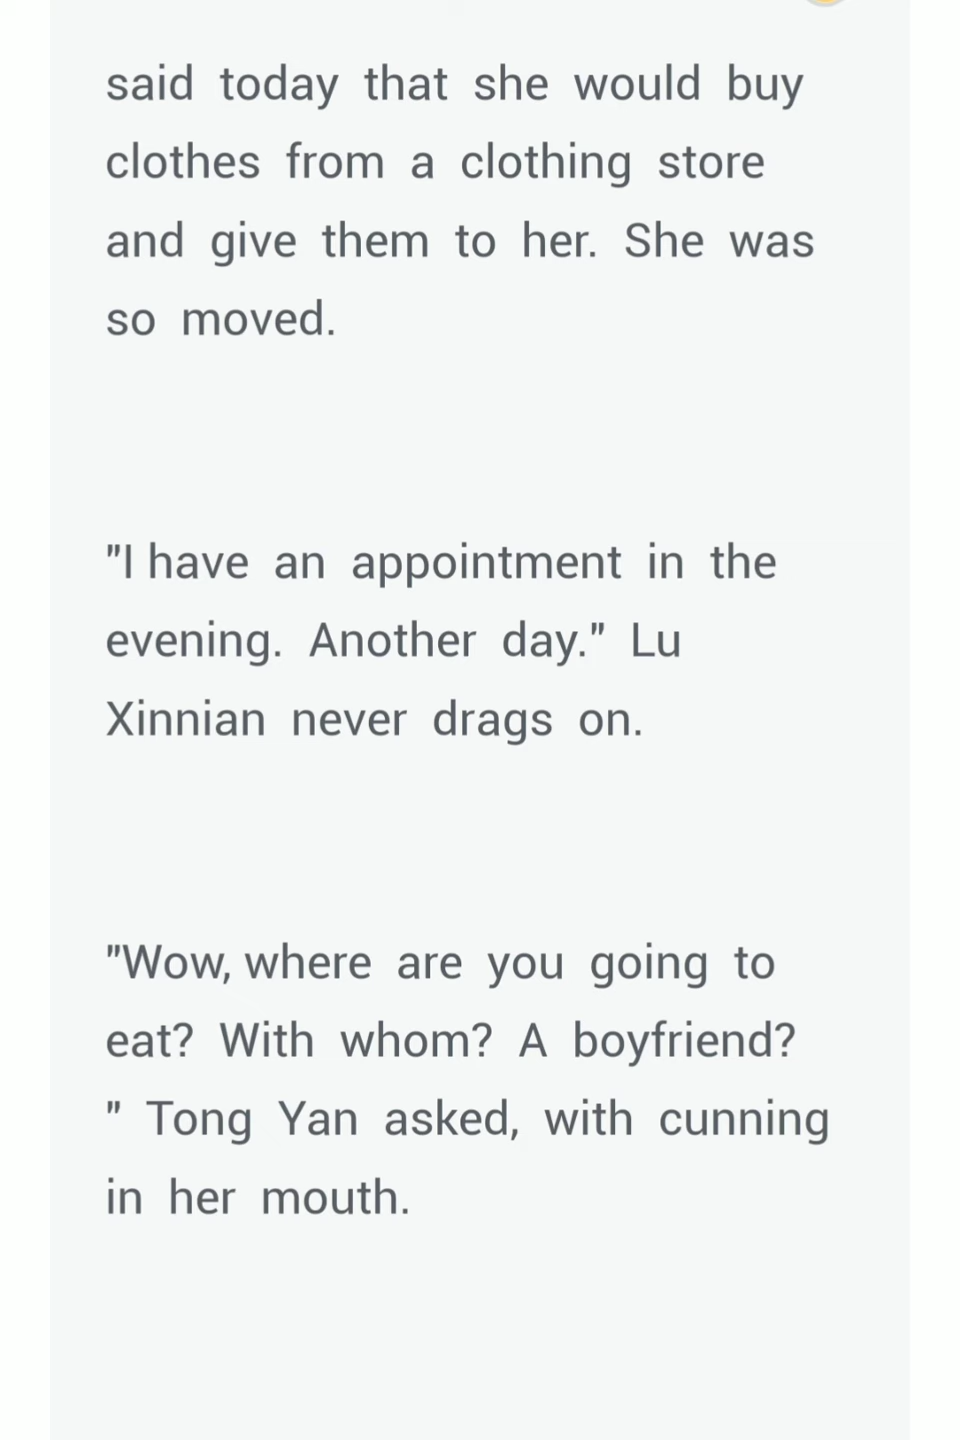 said today that she would buy
clothes from a clothing store
and give them to her. She was
so moved.
"I have an appointment in the
evening. Another day." Lu
Xinnian never drags on.
"Wow, where are you going to
eat? With whom? A boyfriend?
" Tong Yan asked, with cunning
in her mouth.